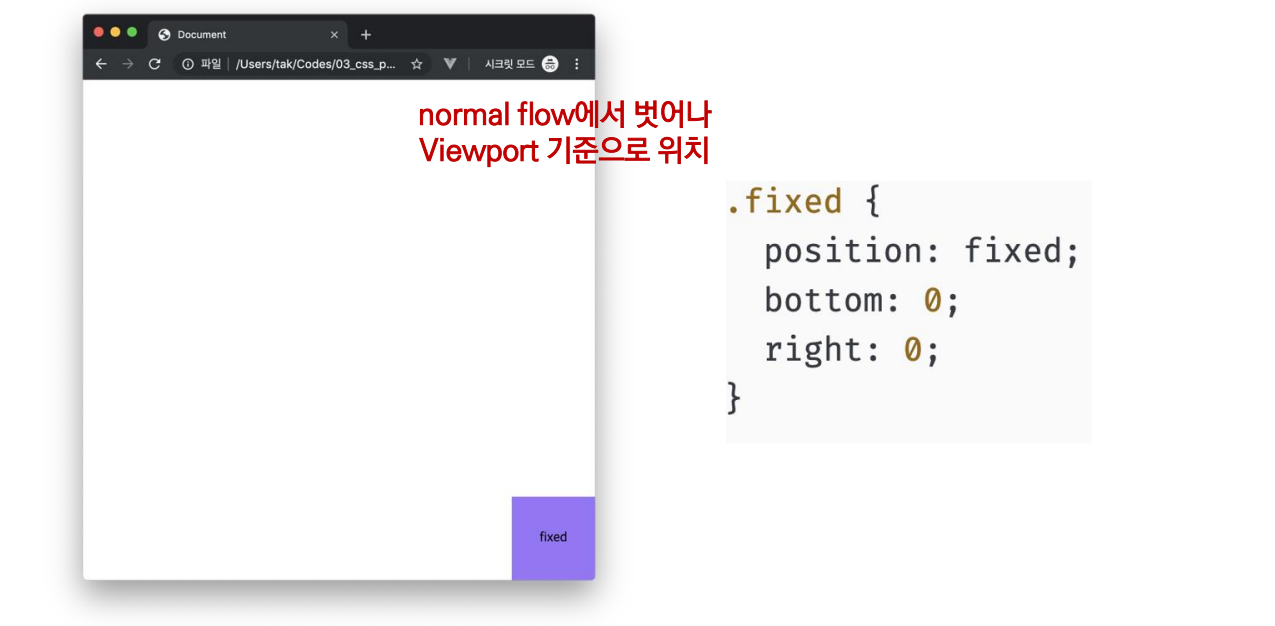 Document
파일 /Users/tak/Codes/03_css_p... 시크릿 모드
normal flow에서 벗어나
Viewport 기준으로 위치
.fixed {
position: fixed;
bottom: 0;
right: 0;
}
fixed